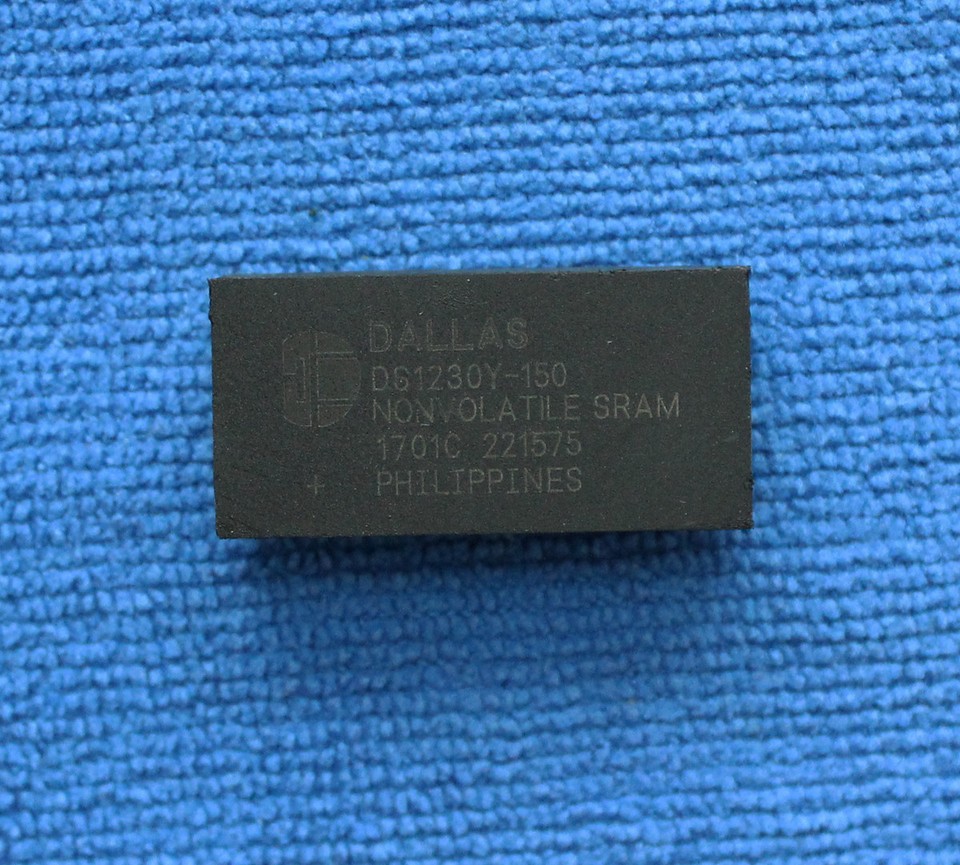 DALLAS
DS1230Y-150
NONVOLATILE SRAM
1701C 221575
+ PHILIPPINES